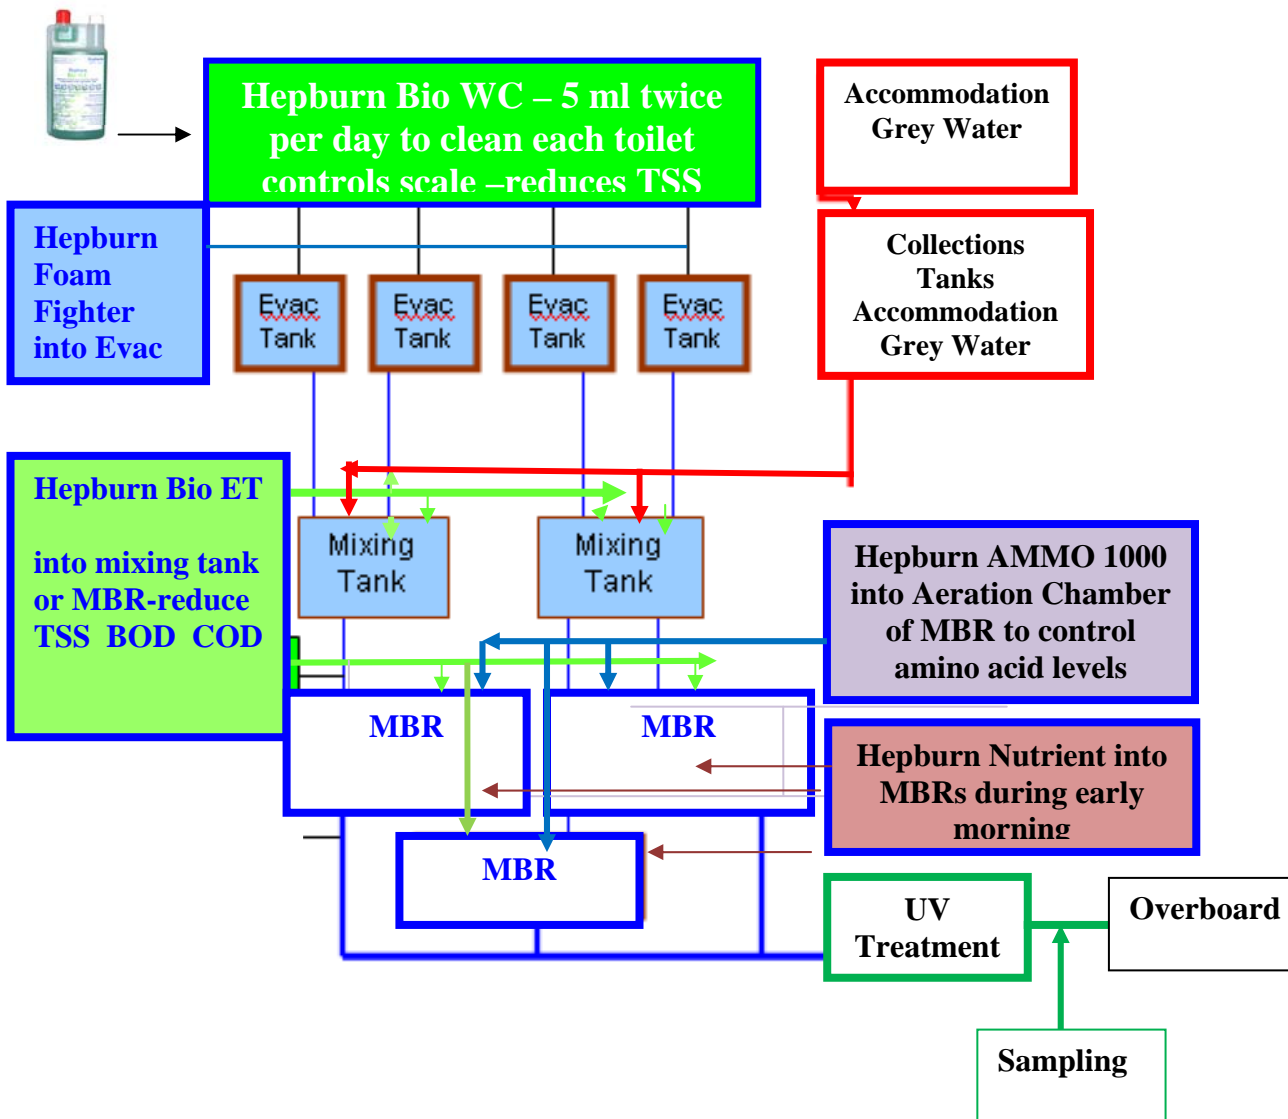 Hepburn Bio WC – 5 ml twice
per day to clean each toilet
controls scale –reduces TSS
Accommodation
Grey Water
Hepburn
Foam
Fighter
into Evac
Collections
Tanks
Accommodation
Grey Water
Evac
Tank
Evac
Tank
Evac
Tank
Evac
Tank
Hepburn Bio ET
into mixing tank
or MBR-reduce
TSS BOD COD
Mixing
Tank
Mixing
Tank
Hepburn AMMO 1000
into Aeration Chamber
of MBR to control
amino acid levels
MBR
MBR
Hepburn Nutrient into
MBRs during early
morning
MBR
UV
Treatment
Overboard
Sampling